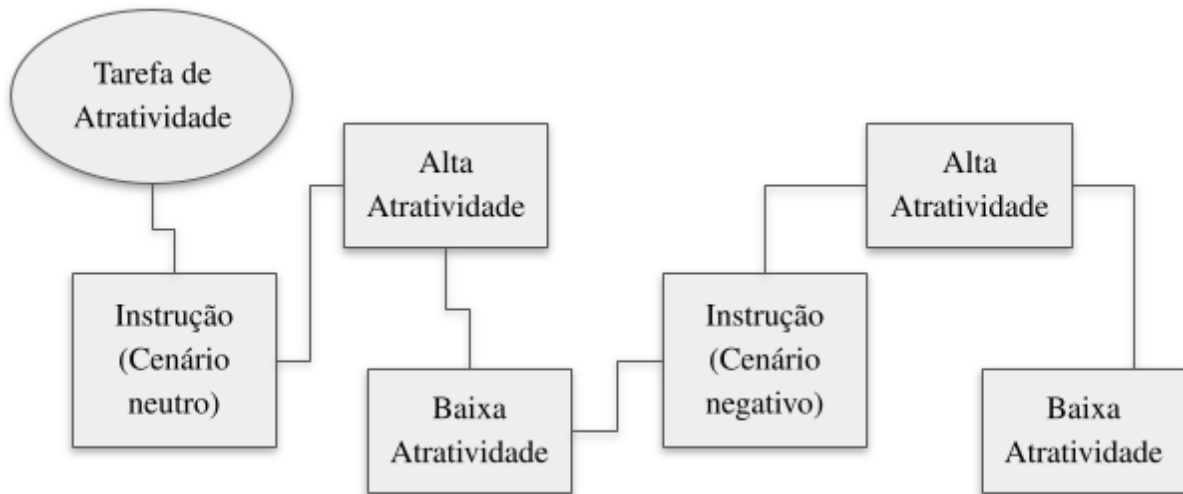 Tarefa de
Atratividade
Instrução
(Cenário
neutro)
Alta
Atratividade
Baixa
Atratividade
Instrução
(Cenário
negativo)
Alta
Atratividade
Baixa
Atratividade